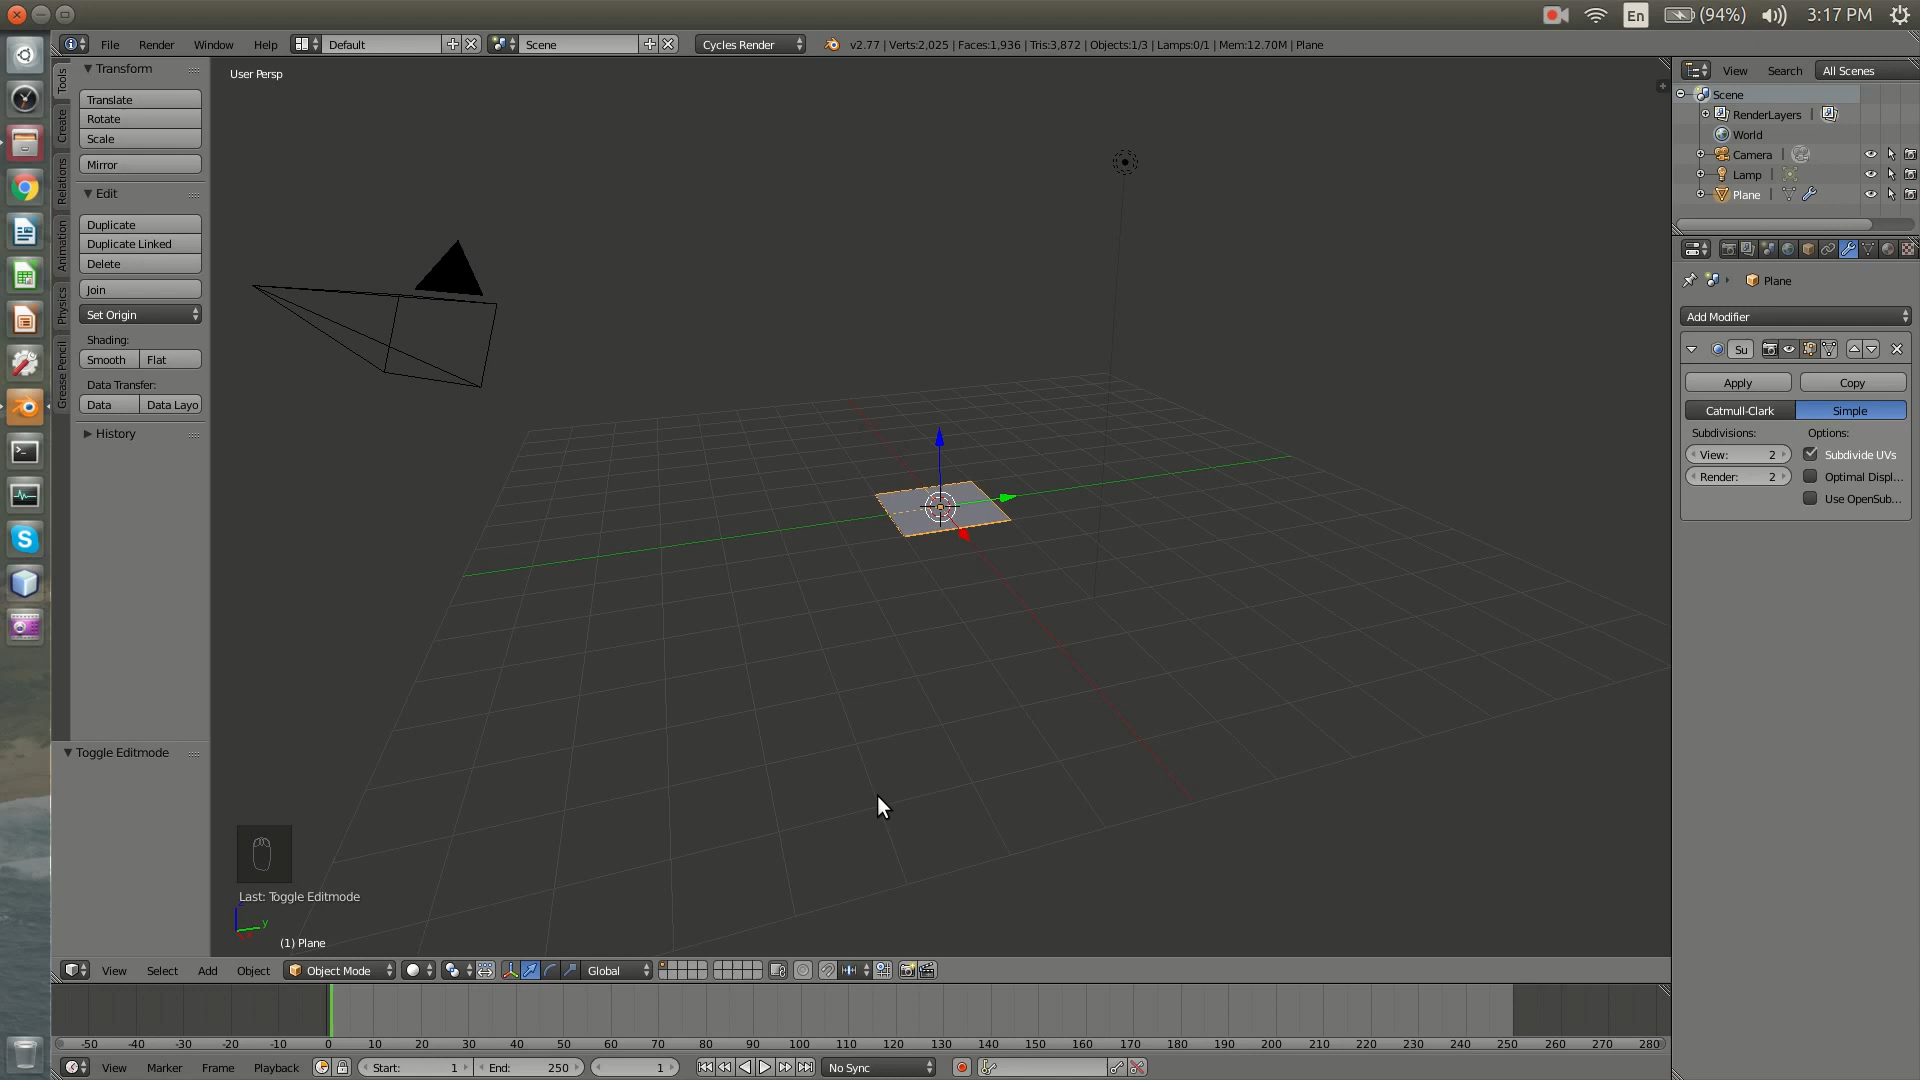 En
(94%)
3:17 PM
File
Render
Window
Help
Default
Scene
Cycles Render
v2.77 | Verts:2,025 | Faces:1,936 | Tris:3,872 | Objects:1/3 | Lamps:0/1 | Mem:12.70M | Plane
Tools
Create
Relations
Animation
Physics
Grease Pencil
Transform
Translate
Rotate
Scale
Mirror
Edit
Duplicate
Duplicate Linked
Delete
Join
Set Origin
Shading:
Smooth Flat
Data Transfer:
Data Data Layo
History
Toggle Editmode
User Persp
Last: Toggle Editmode
y
(1) Plane
View Search All Scenes
Scene
RenderLayers |
World
Camera |
Lamp |
Plane |
Plane
Add Modifier
Su
Apply Copy
Catmull-Clark Simple
Subdivisions: Options:
View: 2 Subdivide UVs
Render: 2 Optimal Displ...
Use OpenSub...
View Select Add Object Object Mode Global
-50 -40 -30 -20 -10 0 10 20 30 40 50 60 70 80 90 100 110 120 130 140 150 160 170 180 190 200 210 220 230 240 250 260 270 280
View Marker Frame Playback Start: 1 End: 250 1 No Sync